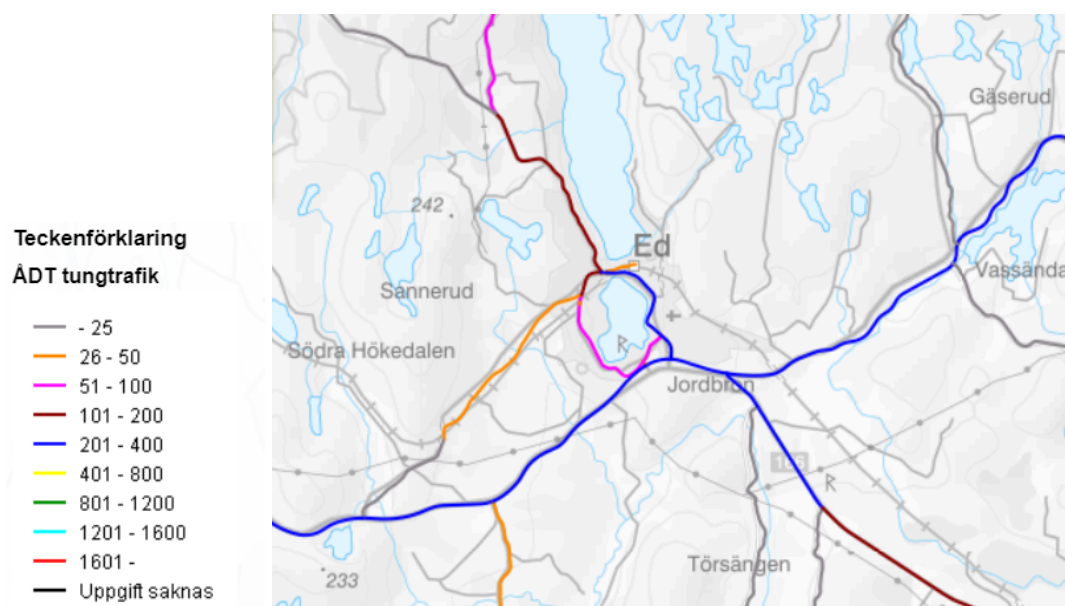 Teckenförklaring
ÅDT tungtrafik
- 25
26 - 50
51 - 100
101 - 200
201 - 400
401 - 800
801 - 1200
1201 - 1600
1601 -
Uppgift saknas
Gäserud
242
Ed
Vassända
Sannerud
R
Södra Hökedalen
Jordbron
166
R
Törsängen
233